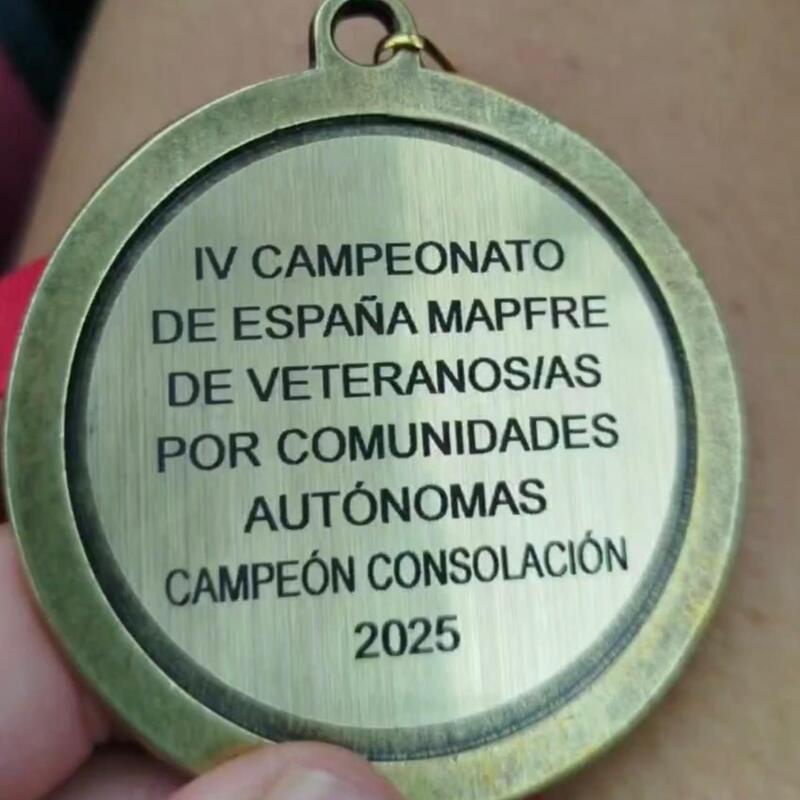 IV CAMPEONATO
DE ESPAÑA MAPFRE
DE VETERANOS/AS
POR COMUNIDADES
AUTÓNOMAS
CAMPEÓN CONSOLACIÓN
2025